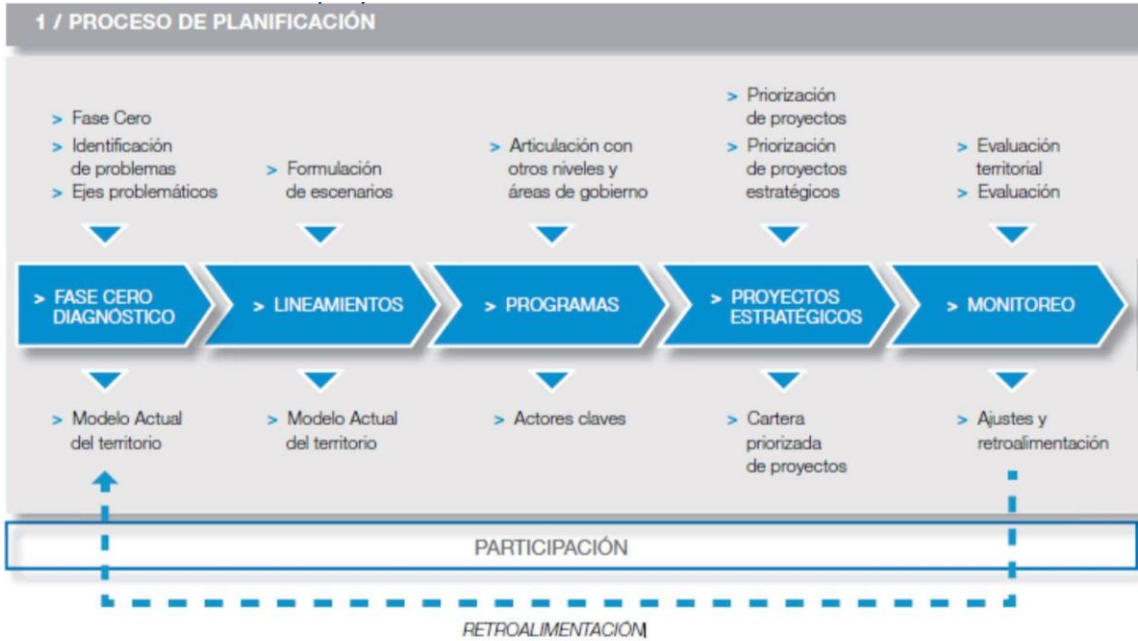 1 / PROCESO DE PLANIFICACIÓN
> Fase Cero
> Identificación
de problemas
> Ejes problemáticos
> Formulación
de escenarios
> Articulación con
otros niveles y
áreas de gobierno
> Priorización
de proyectos
> Priorización
de proyectos
estratégicos
> Evaluación
territorial
> Evaluación
> FASE CERO
DIAGNÓSTICO
> LINEAMIENTOS
> PROGRAMAS
> PROYECTOS
ESTRATÉGICOS
> MONITOREO
> Modelo Actual
del territorio
> Modelo Actual
del territorio
> Actores claves
> Cartera
priorizada
de proyectos
> Ajustes y
retroalimentación
PARTICIPACIÓN
RETROALIMENTACIÓN